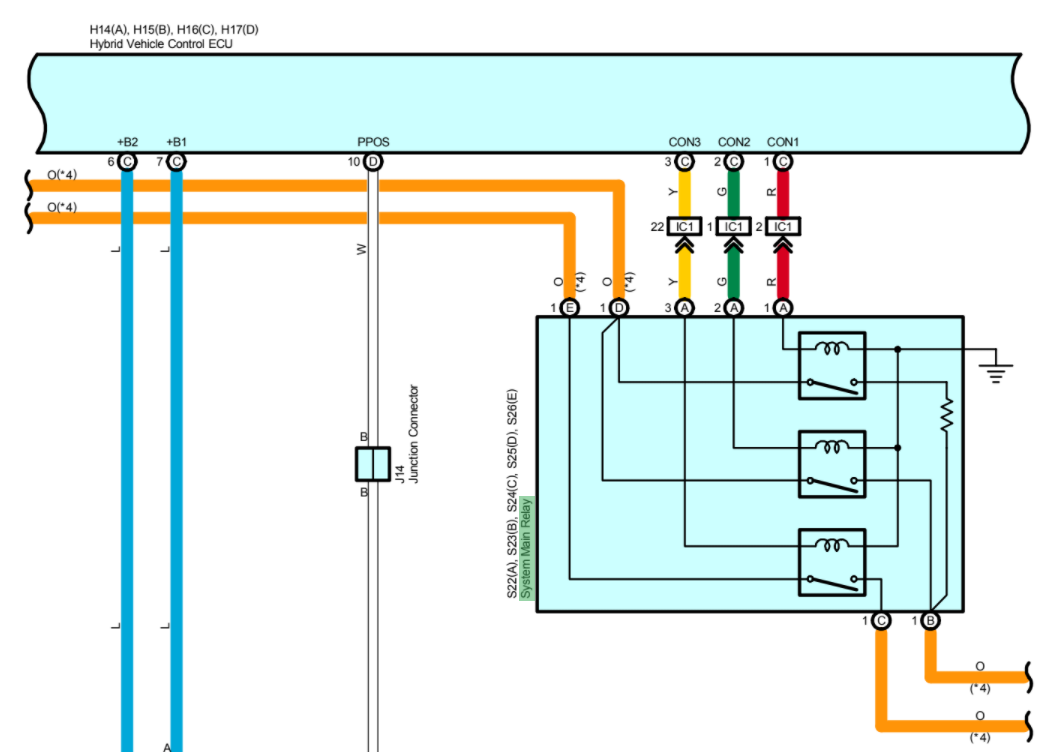 H14(A), H15(B), H16(C), H17(D)
Hybrid Vehicle Control ECU
+B2 +B1 PPOS CON3 CON2 CON1
6 C 7 C 10 D 3 C 2 C 1 C
O(*4)
O(*4)
Y G R
22 IC1 1 IC1 2 IC1
L L W
O (*4) O (*4) Y G R
1 E 1 D 3 A 2 A 1 A
B
J14
Junction Connector
B
S22(A), S23(B), S24(C), S25(D), S26(E)
System Main Relay
L L
1 C 1 B
O
(*4)
O
(*4)
A